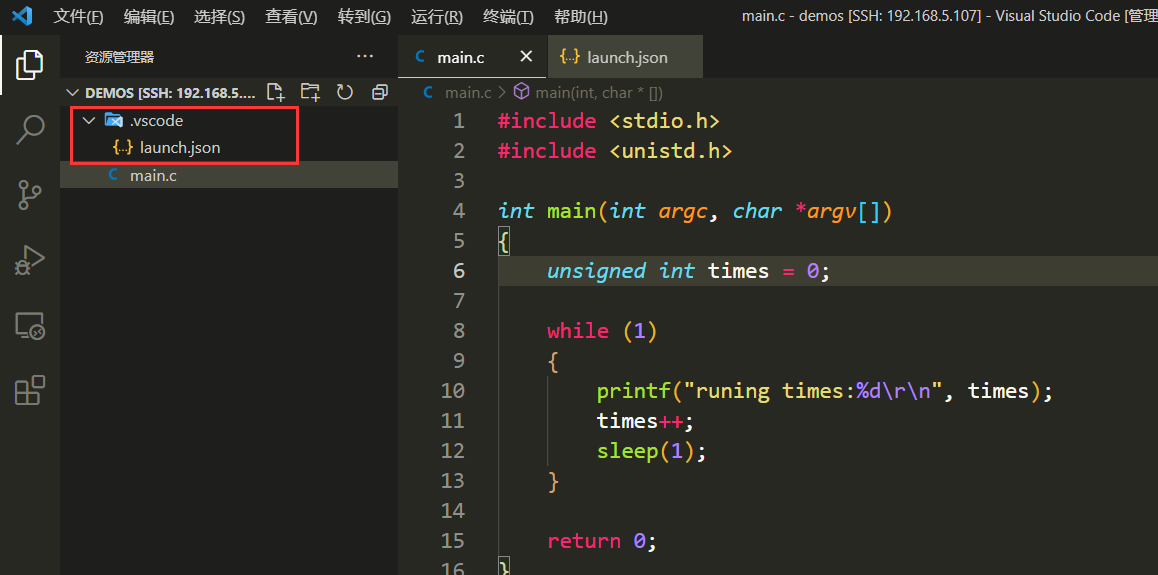 文件(F) 编辑(E) 选择(S) 查看(V) 转到(G) 运行(R) 终端(T) 帮助(H) main.c - demos [SSH: 192.168.5.107] - Visual Studio Code [管理
资源管理器 ···
DEMOS [SSH: 192.168.5....
.vscode
{..} launch.json
C main.c
C main.c × {..} launch.json
C main.c > main(int, char * [])
1 #include <stdio.h>
2 #include <unistd.h>
3
4 int main(int argc, char *argv[])
5 {
6 unsigned int times = 0;
7
8 while (1)
9 {
10 printf("runing times:%d\r\n", times);
11 times++;
12 sleep(1);
13 }
14
15 return 0;
16 }